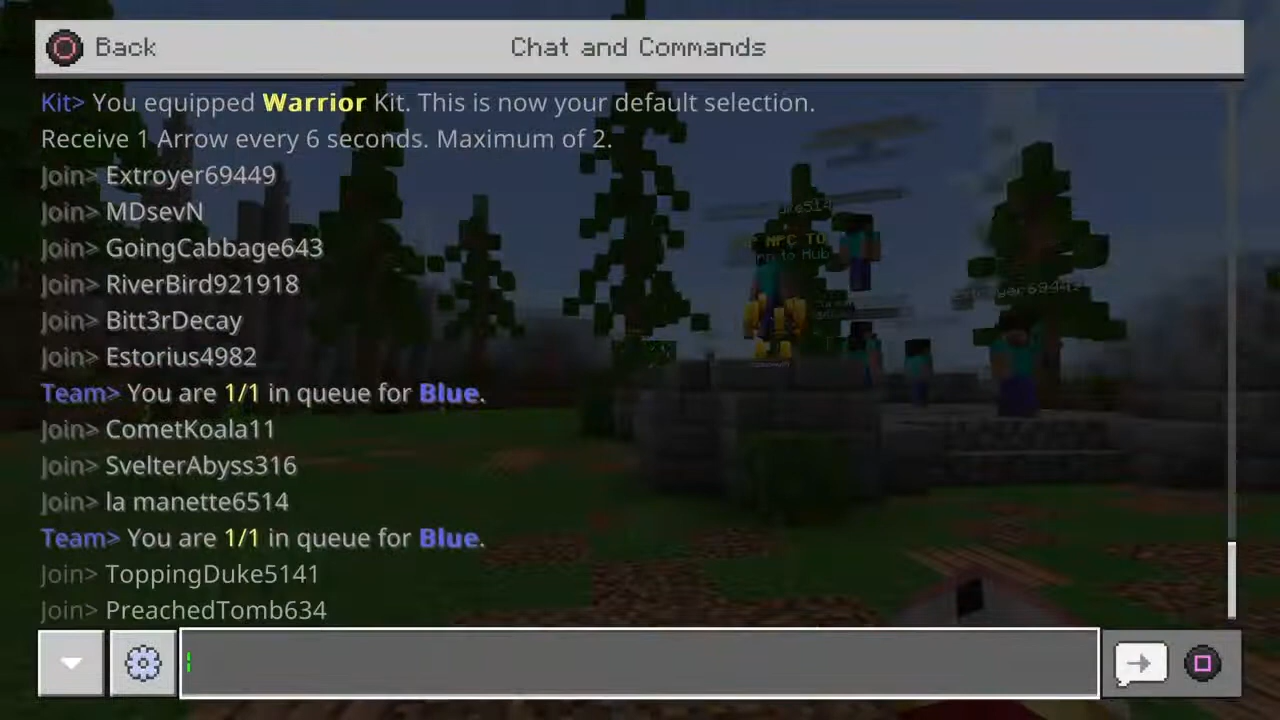 Back
Chat and Commands
Kit> You equipped Warrior Kit. This is now your default selection.
Receive 1 Arrow every 6 seconds. Maximum of 2.
Join> Extroyer69449
Join> MDsevN
Join> GoingCabbage643
Join> RiverBird921918
Join> Bitt3rDecay
Join> Estorius4982
Team> You are 1/1 in queue for Blue.
Join> CometKoala11
Join> SvelterAbyss316
Join> la manette6514
Team> You are 1/1 in queue for Blue.
Join> ToppingDuke5141
Join> PreachedTomb634